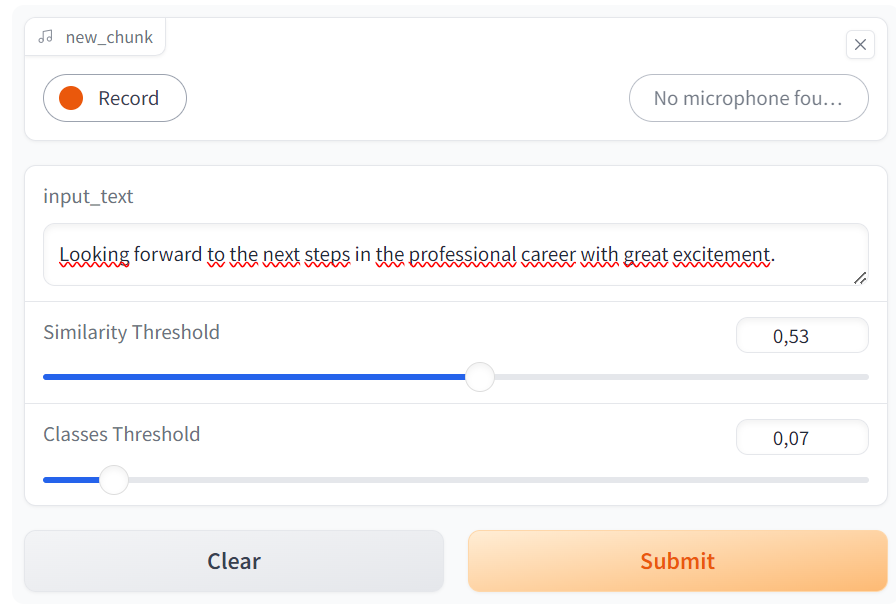 new_chunk
Record
No microphone fou…
input_text
Looking forward to the next steps in the professional career with great excitement.
Similarity Threshold
0,53
Classes Threshold
0,07
Clear
Submit